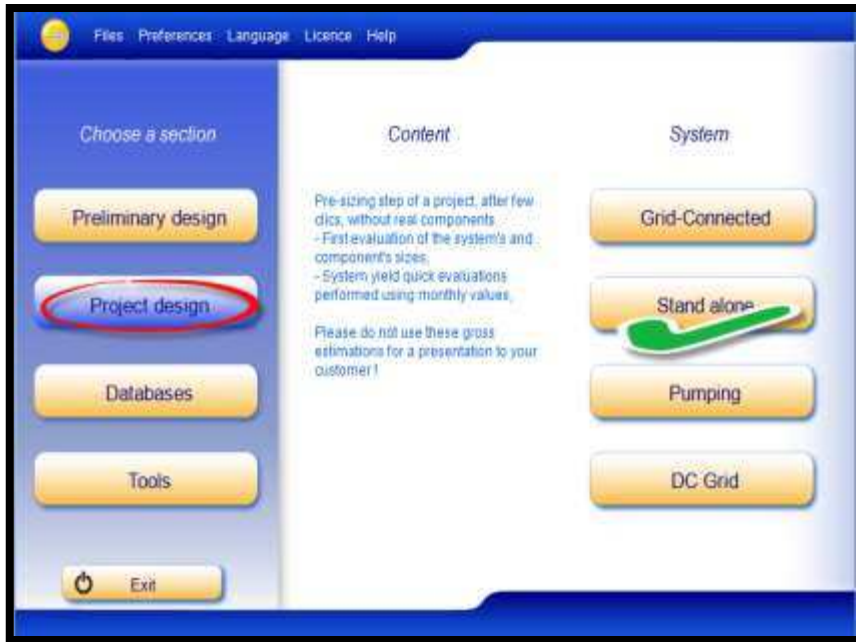 Files Preferences Language Licence Help
Choose a section
Content
System
Preliminary design
Project design
Databases
Tools
Exit
Pre-sizing step of a project, after few
clics, without real components
- First evaluation of the system's and
component's sizes,
- System yield quick evaluations
performed using monthly values,
Please do not use these gross
estimations for a presentation to your
customer !
Grid-Connected
Stand alone
Pumping
DC Grid